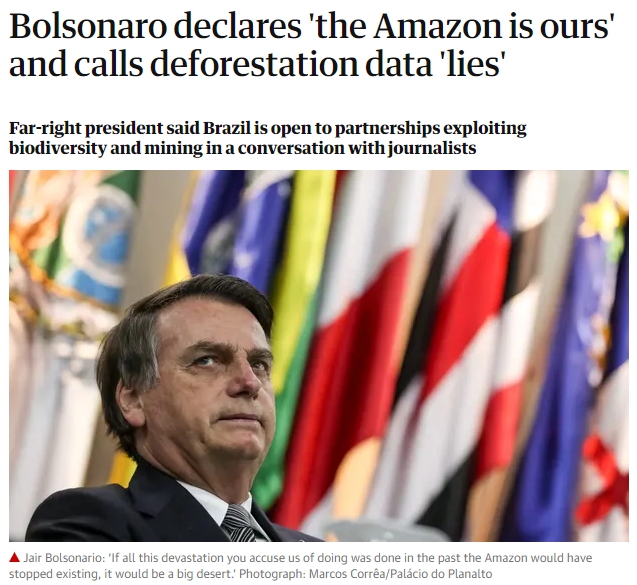 Bolsonaro declares 'the Amazon is ours'
and calls deforestation data 'lies'
Far-right president said Brazil is open to partnerships exploiting
biodiversity and mining in a conversation with journalists
Jair Bolsonaro: ‘If all this devastation you accuse us of doing was done in the past the Amazon would have
stopped existing, it would be a big desert.’ Photograph: Marcos Corrêa/Palácio do Planalto